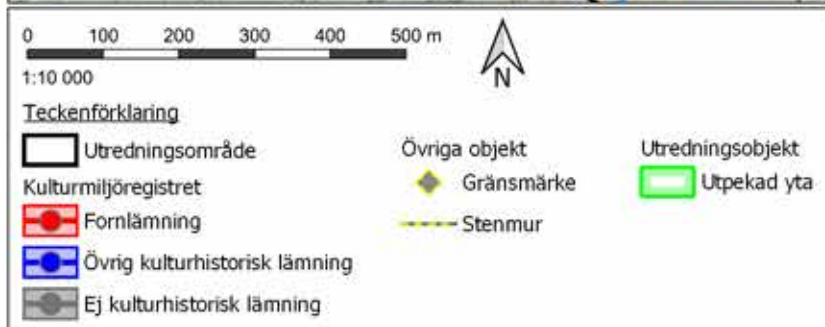 0 100 200 300 400 500 m
N
1:10 000
Teckenförklaring
Utredningsområde
Kulturmiljöregistret
Fornlämning
Övrig kulturhistorisk lämning
Ej kulturhistorisk lämning
Övriga objekt
Gränsmärke
Stenmur
Utredningsobjekt
Utpekad yta